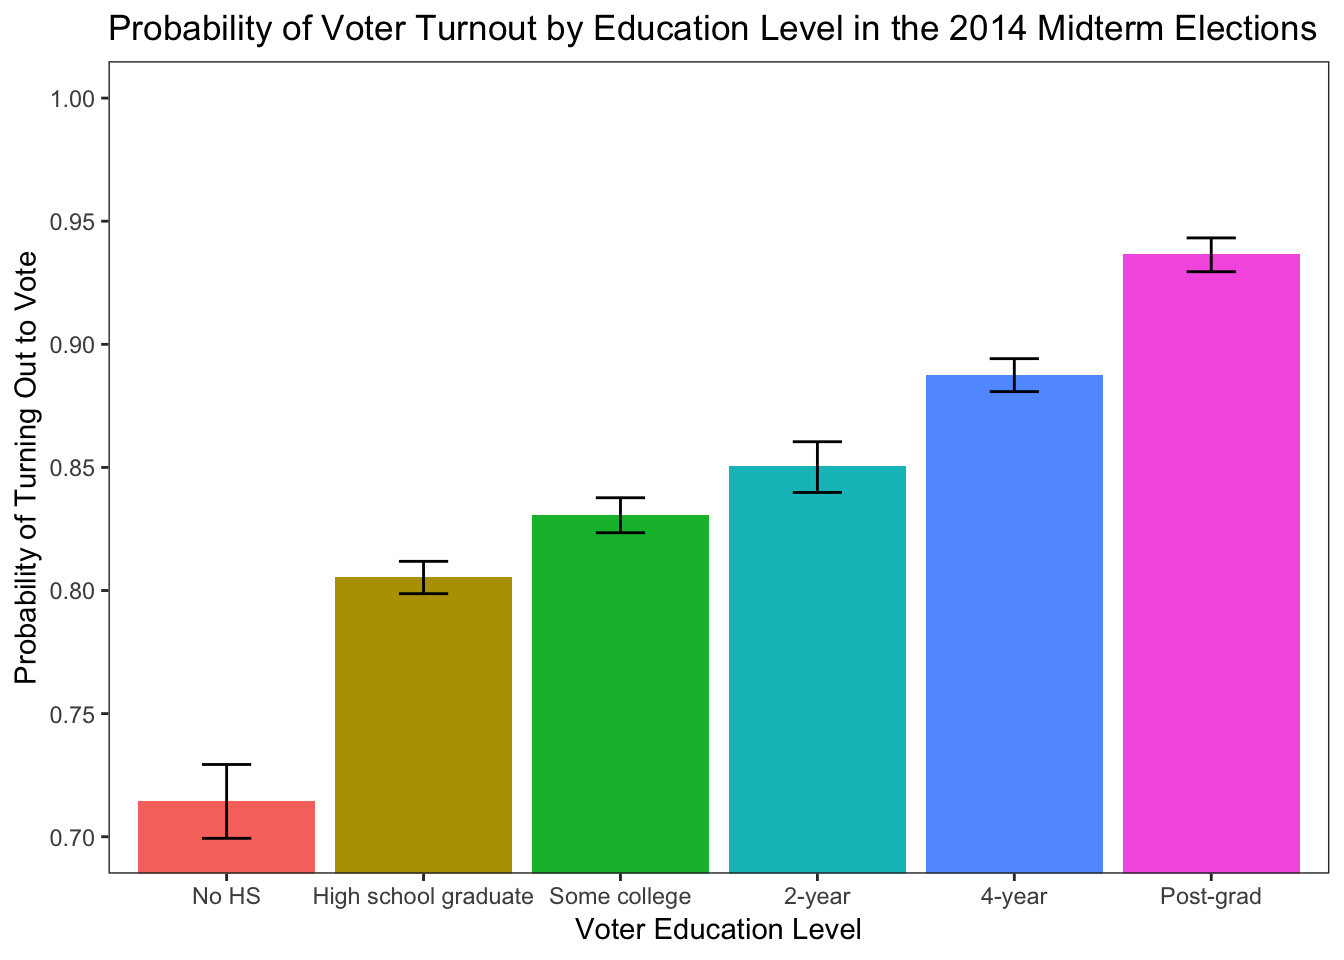 Probability of Voter Turnout by Education Level in the 2014 Midterm Elections
Probability of Turning Out to Vote
1.00
0.95
0.90
0.85
0.80
0.75
0.70
No HS High school graduate Some college 2-year 4-year Post-grad
Voter Education Level